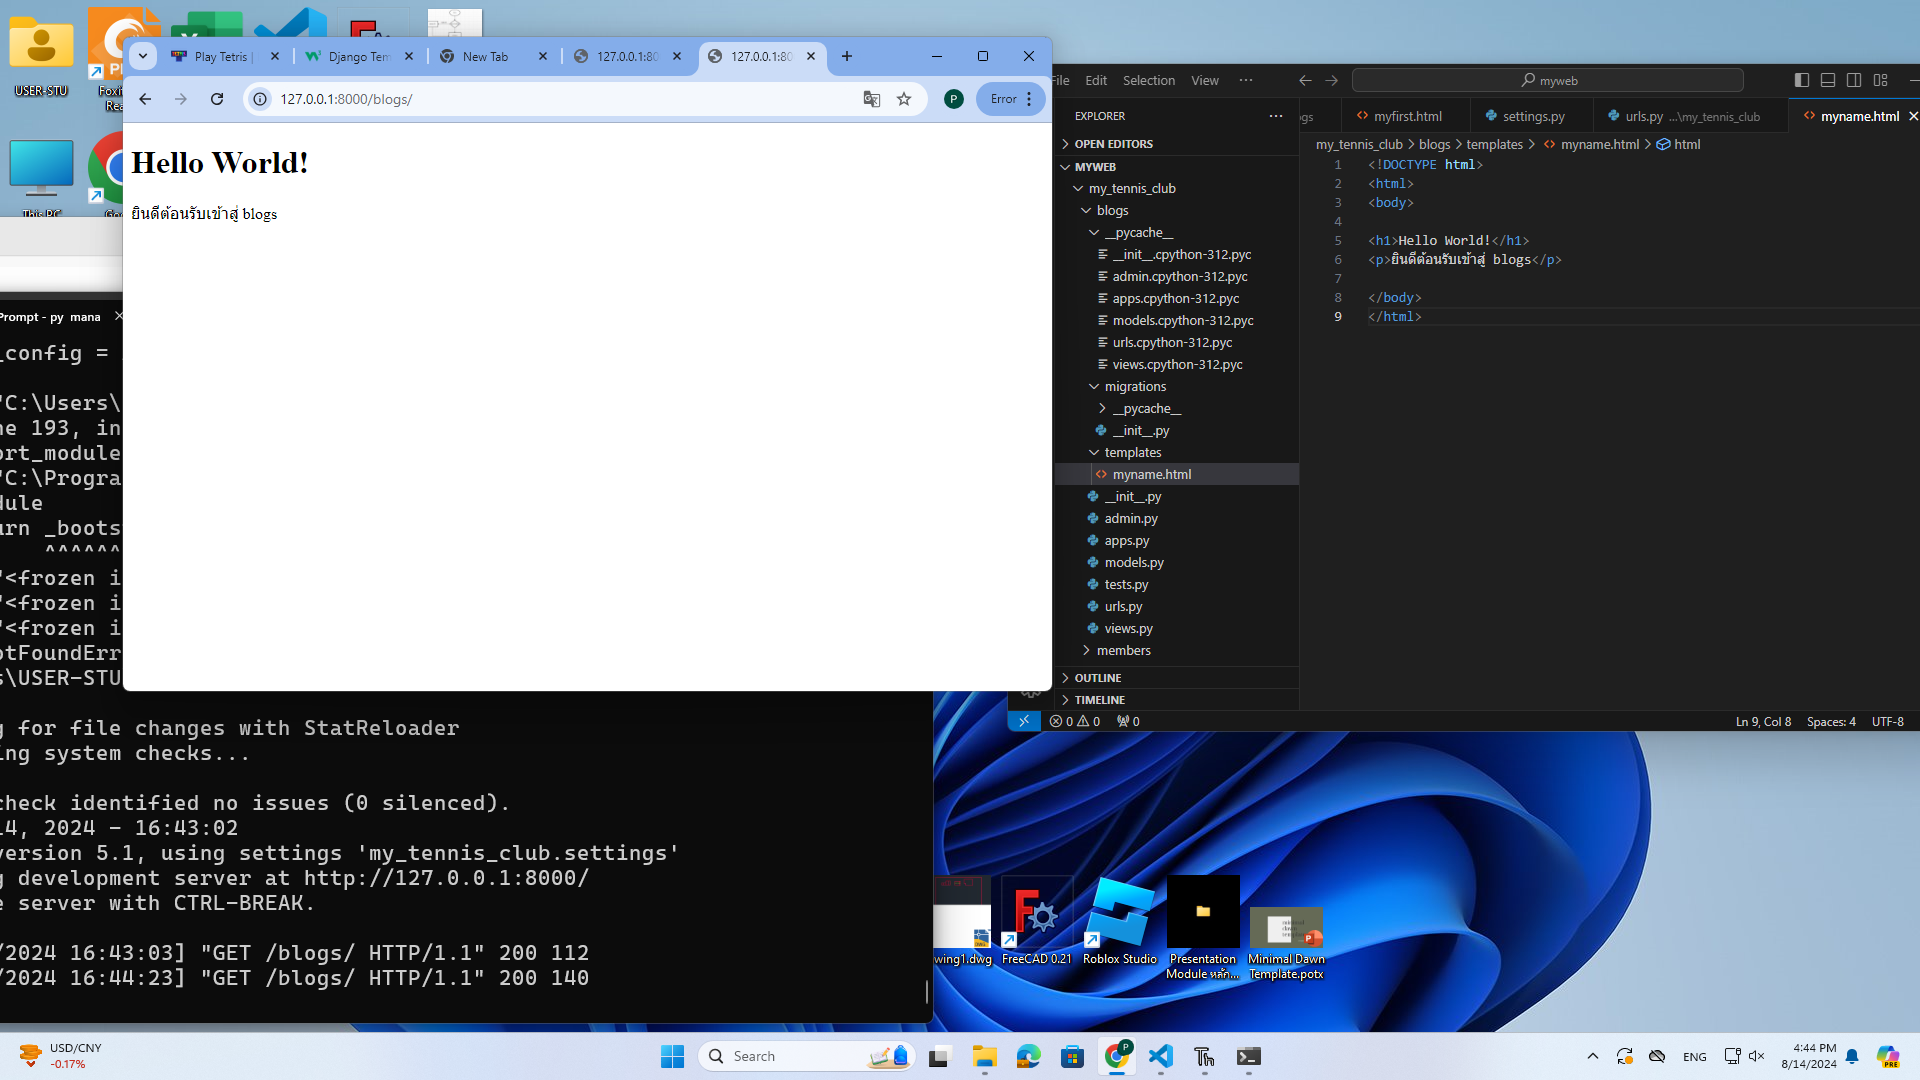 USER-STU
Foxit
Rea
This PC
Play Tetris |
Django Tem
New Tab
127.0.0.1:80
127.0.0.1:80
127.0.0.1:8000/blogs/
P
Error
Hello World!
ยินดีต้อนรับเข้าสู่ blogs
Prompt - py mana
_config =
"C:\Users\
ne 193, in
ort_module
"C:\Progra
dule
urn _boots
^^^^^^
"<frozen i
"<frozen i
"<frozen i
otFoundErr
s\USER-STU
g for file changes with StatReloader
ing system checks...
check identified no issues (0 silenced).
14, 2024 - 16:43:02
version 5.1, using settings 'my_tennis_club.settings'
g development server at http://127.0.0.1:8000/
e server with CTRL-BREAK.
/2024 16:43:03] "GET /blogs/ HTTP/1.1" 200 112
/2024 16:44:23] "GET /blogs/ HTTP/1.1" 200 140
File Edit Selection View ···
myweb
EXPLORER
OPEN EDITORS
MYWEB
my_tennis_club
blogs
__pycache__
__init__.cpython-312.pyc
admin.cpython-312.pyc
apps.cpython-312.pyc
models.cpython-312.pyc
urls.cpython-312.pyc
views.cpython-312.pyc
migrations
__pycache__
__init__.py
templates
myname.html
__init__.py
admin.py
apps.py
models.py
tests.py
urls.py
views.py
members
OUTLINE
TIMELINE
gs
myfirst.html
settings.py
urls.py ...\my_tennis_club
myname.html
my_tennis_club > blogs > templates > myname.html > html
1 <!DOCTYPE html>
2 <html>
3 <body>
4
5 <h1>Hello World!</h1>
6 <p>ยินดีต้อนรับเข้าสู่ blogs</p>
7
8 </body>
9 </html>
0 0 0
Ln 9, Col 8 Spaces: 4 UTF-8
wing1.dwg
FreeCAD 0.21
Roblox Studio
Presentation
Module หลัก...
Minimal Dawn
Template.potx
USD/CNY
-0.17%
Search
P
ENG
4:44 PM
8/14/2024
PRE